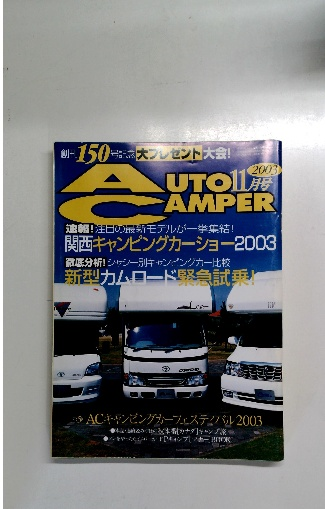 創刊150号記念大プレゼント大会!
2003
AUTO 11月号
CAMPER
速報!注目の最新モデルが一挙集結!
関西キャンピングカーショー2003
徹底分析!シャシー別キャンピングカー比較
新型カムロード緊急試乗!
ACキャンピングカーフェスティバル2003